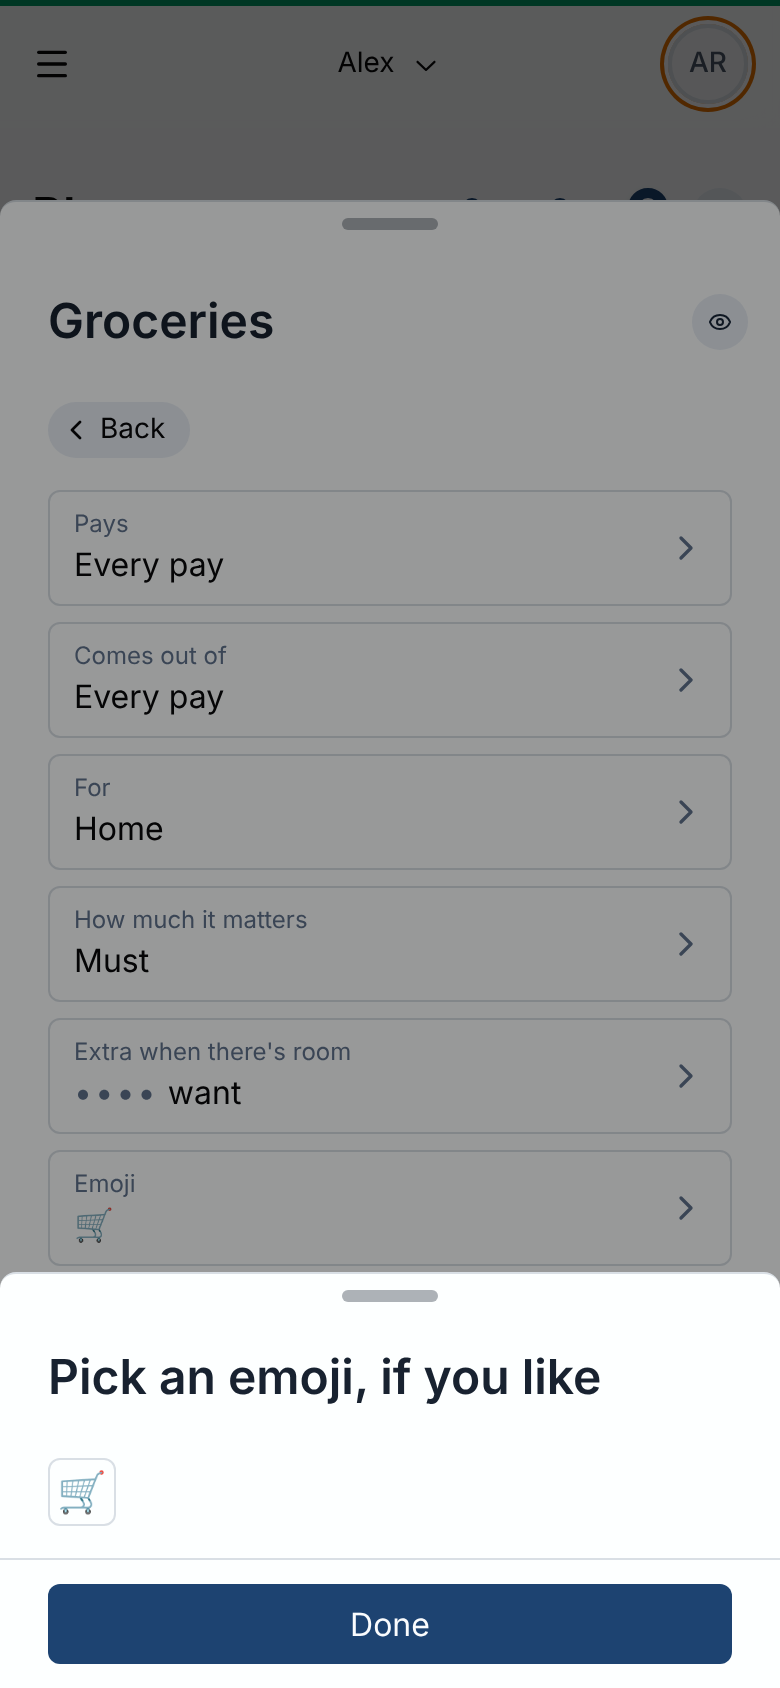 Alex
AR
Groceries
Back
Pays
Every pay
Comes out of
Every pay
For
Home
How much it matters
Must
Extra when there's room
•••• want
Emoji
🛒
Pick an emoji, if you like
🛒
Done